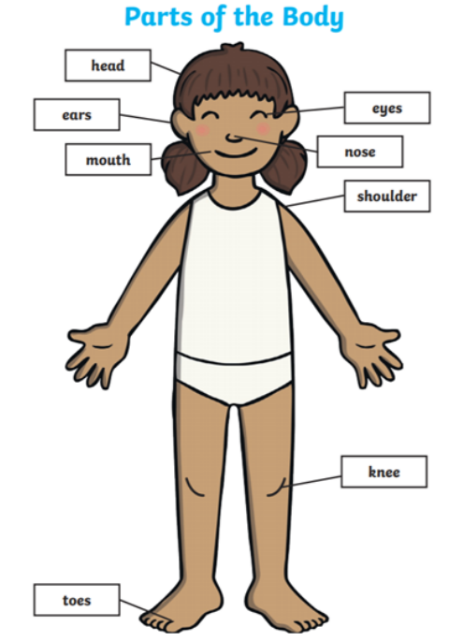 Parts of the Body
head
eyes
ears
nose
mouth
shoulder
knee
toes